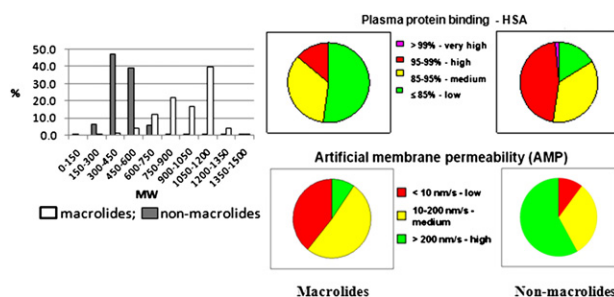 Plasma protein binding - HSA
50.0
40.0
30.0
20.0
10.0
0.0
%
0-150
150-300
300-450
450-600
600-750
750-900
900-1050
1050-1200
1200-1350
1350-1500
MW
macrolides; non-macrolides
> 99% - very high
95-99% - high
85-95% - medium
≤ 85% - low
Artificial membrane permeability (AMP)
< 10 nm/s - low
10-200 nm/s -
medium
> 200 nm/s - high
Macrolides
Non-macrolides